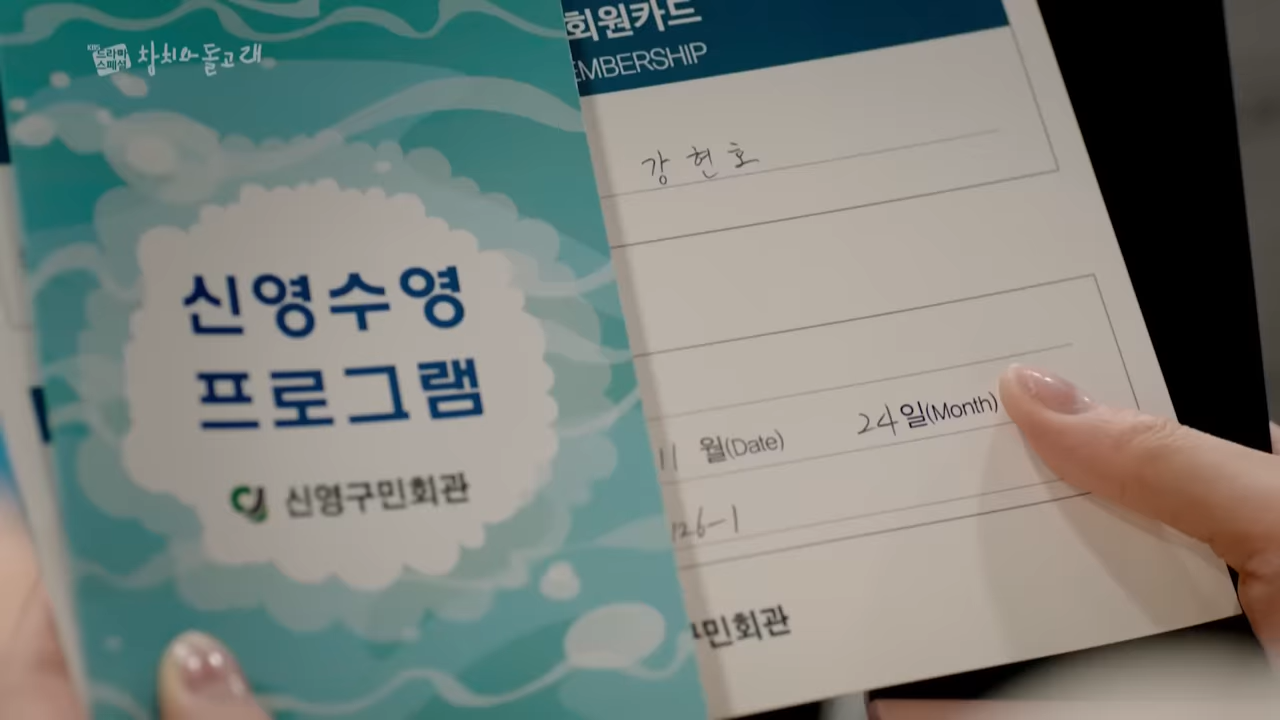 KBS
드라마
스페셜
참치와 돌고래
신영수영
프로그램
신영구민회관
회원카드
EMBERSHIP
강현호
11 월(Date) 24일(Month)
126-1
민회관